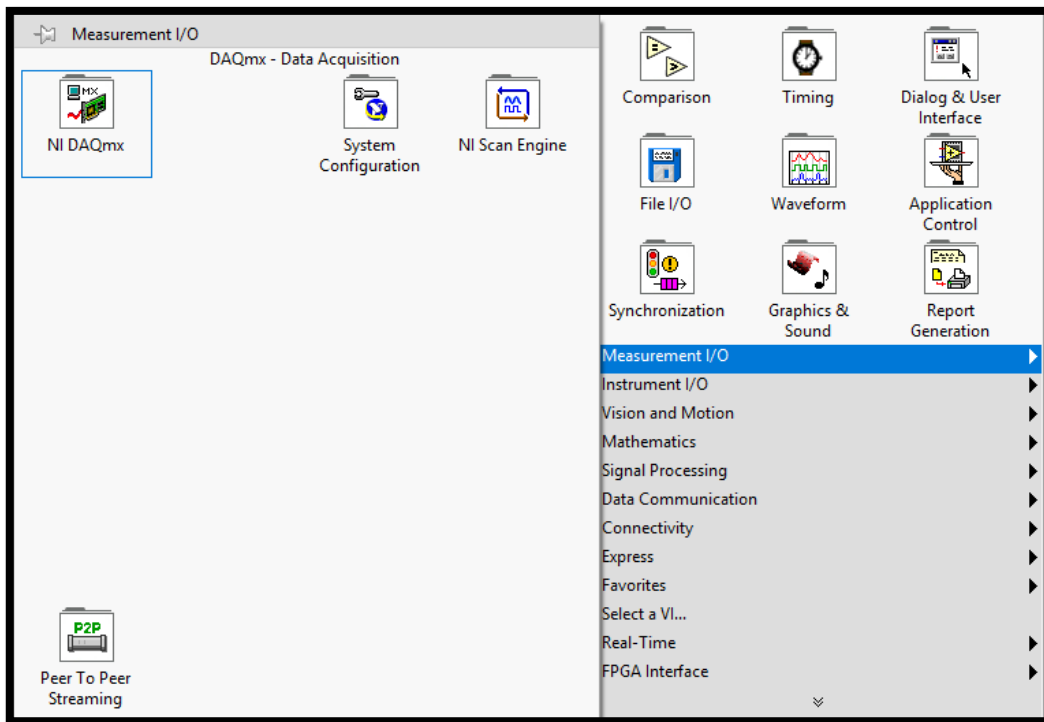 Measurement I/O
DAQmx - Data Acquisition
MX
NI DAQmx
System
Configuration
NI Scan Engine
P2P
Peer To Peer
Streaming
Comparison
Timing
Dialog & User
Interface
File I/O
Waveform
Application
Control
Synchronization
Graphics &
Sound
Report
Generation
Measurement I/O
Instrument I/O
Vision and Motion
Mathematics
Signal Processing
Data Communication
Connectivity
Express
Favorites
Select a VI...
Real-Time
FPGA Interface